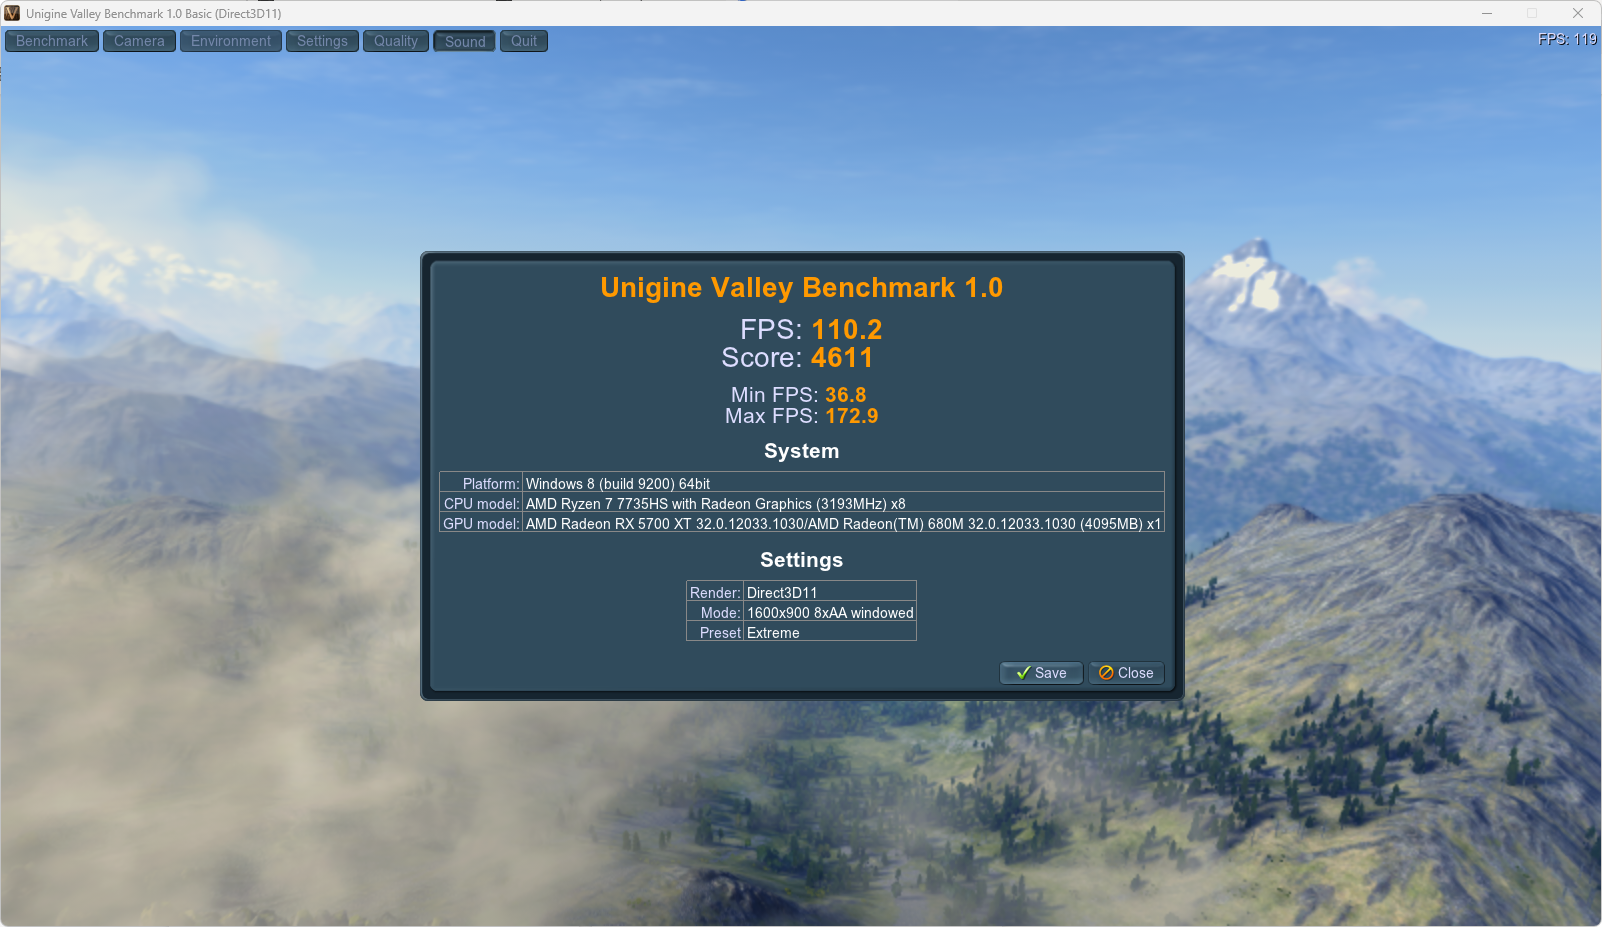 Unigine Valley Benchmark 1.0 Basic (Direct3D11)
Benchmark Camera Environment Settings Quality Sound Quit
FPS: 119
Unigine Valley Benchmark 1.0
FPS: 110.2
Score: 4611
Min FPS: 36.8
Max FPS: 172.9
System
Platform: Windows 8 (build 9200) 64bit
CPU model: AMD Ryzen 7 7735HS with Radeon Graphics (3193MHz) x8
GPU model: AMD Radeon RX 5700 XT 32.0.12033.1030/AMD Radeon(TM) 680M 32.0.12033.1030 (4095MB) x1
Settings
Render: Direct3D11
Mode: 1600x900 8xAA windowed
Preset Extreme
Save Close